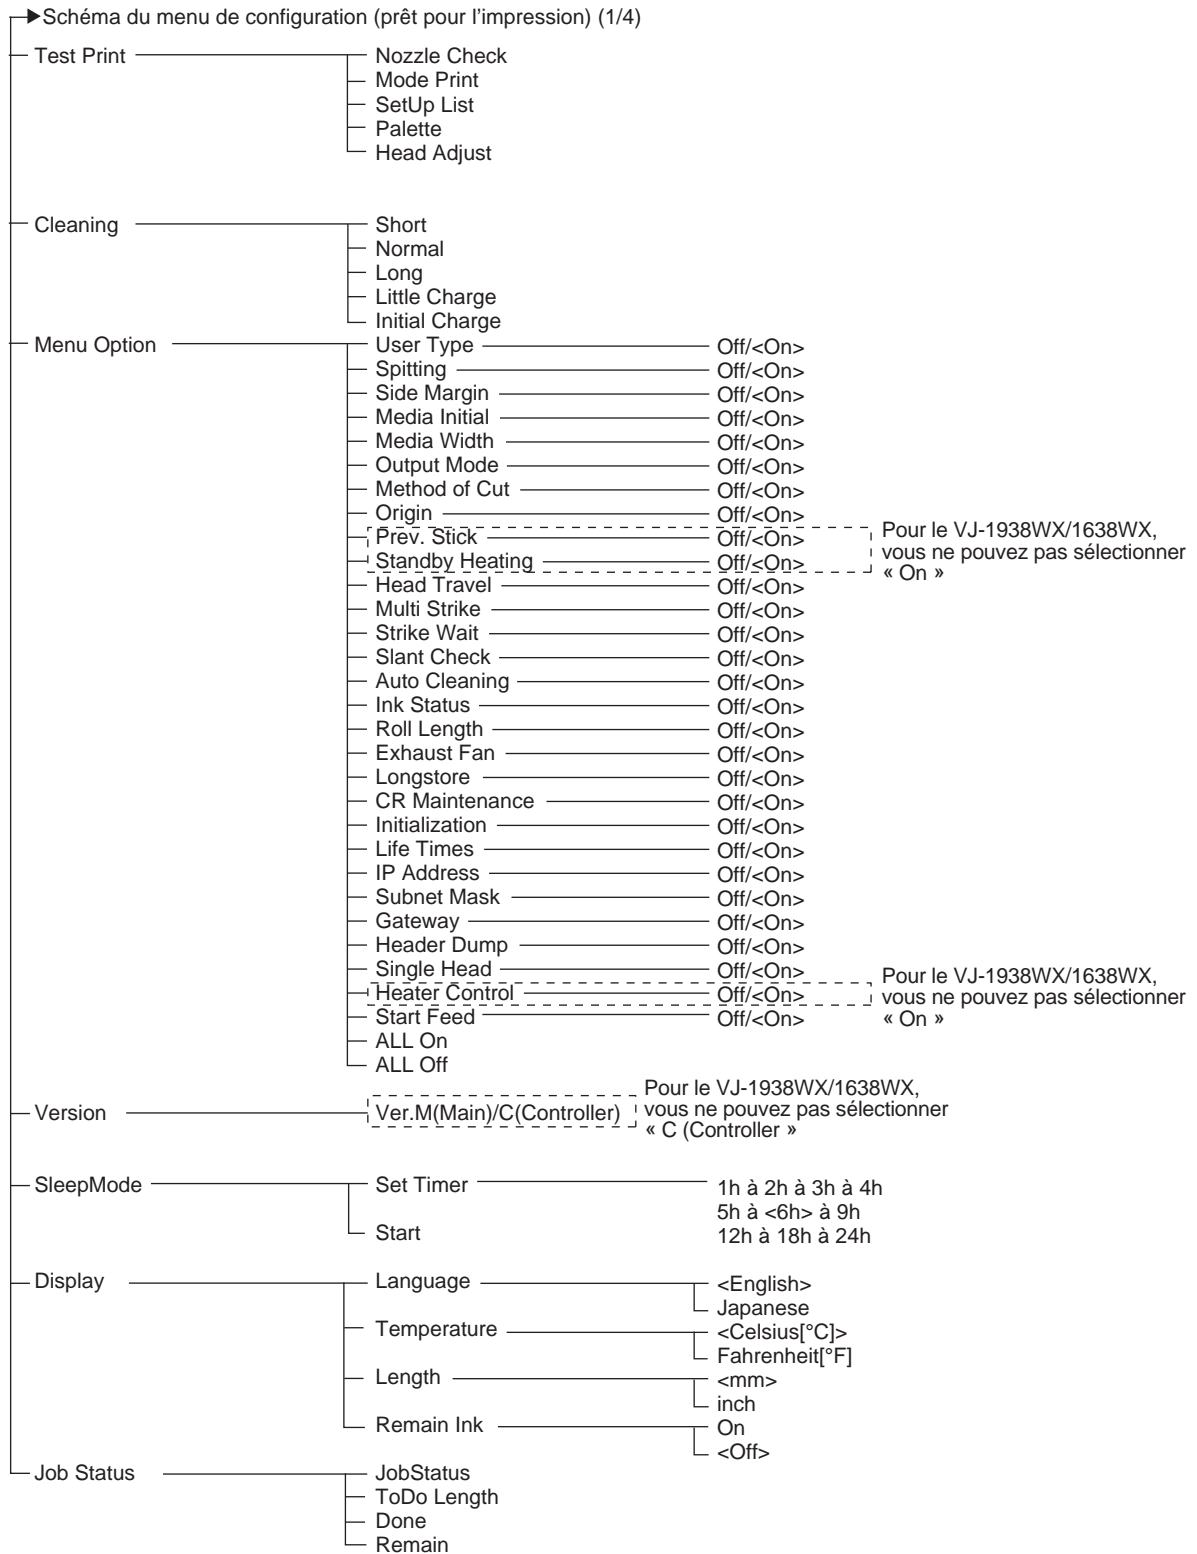 Schéma du menu de configuration (prêt pour l'impression) (1/4)
Test Print Nozzle Check
Mode Print
SetUp List
Palette
Head Adjust
Cleaning Short
Normal
Long
Little Charge
Initial Charge
Menu Option User Type Off/<On>
Spitting Off/<On>
Side Margin Off/<On>
Media Initial Off/<On>
Media Width Off/<On>
Output Mode Off/<On>
Method of Cut Off/<On>
Origin Off/<On>
Prev. Stick Off/<On>
Standby Heating Off/<On>
Pour le VJ-1938WX/1638WX,
vous ne pouvez pas sélectionner
« On »
Head Travel Off/<On>
Multi Strike Off/<On>
Strike Wait Off/<On>
Slant Check Off/<On>
Auto Cleaning Off/<On>
Ink Status Off/<On>
Roll Length Off/<On>
Exhaust Fan Off/<On>
Longstore Off/<On>
CR Maintenance Off/<On>
Initialization Off/<On>
Life Times Off/<On>
IP Address Off/<On>
Subnet Mask Off/<On>
Gateway Off/<On>
Header Dump Off/<On>
Single Head Off/<On>
Heater Control Off/<On>
Pour le VJ-1938WX/1638WX,
vous ne pouvez pas sélectionner
« On »
Start Feed Off/<On>
ALL On
ALL Off
Version Ver.M(Main)/C(Controller)
Pour le VJ-1938WX/1638WX,
vous ne pouvez pas sélectionner
« C (Controller »
SleepMode Set Timer 1h à 2h à 3h à 4h
5h à <6h> à 9h
12h à 18h à 24h
Start
Display Language <English>
Japanese
Temperature <Celsius[°C]>
Fahrenheit[°F]
Length <mm>
inch
Remain Ink On
<Off>
Job Status JobStatus
ToDo Length
Done
Remain